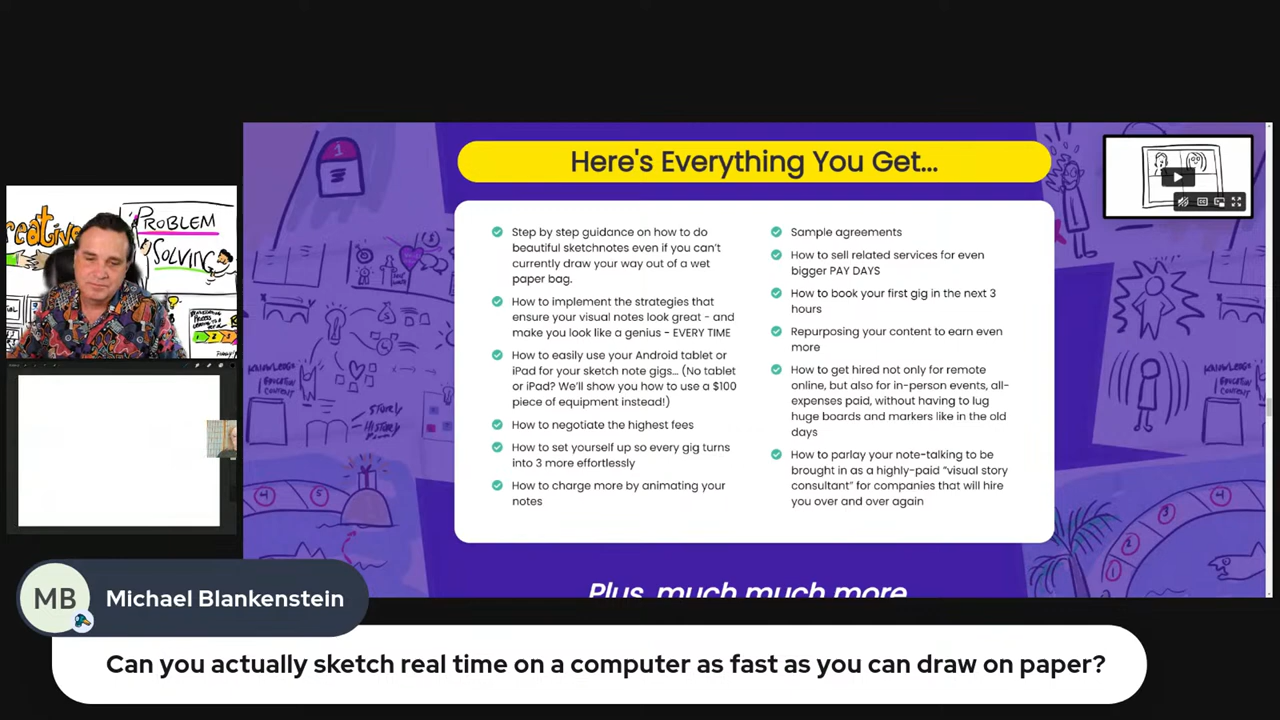 Here's Everything You Get...
Step by step guidance on how to do
beautiful sketchnotes even if you can't
currently draw your way out of a wet
paper bag.
How to implement the strategies that
ensure your visual notes look great - and
make you look like a genius - EVERY TIME
How to easily use your Android tablet or
iPad for your sketch note gigs... (No tablet
or iPad? We'll show you how to use a $100
piece of equipment instead!)
How to negotiate the highest fees
How to set yourself up so every gig turns
into 3 more effortlessly
How to charge more by animating your
notes
Sample agreements
How to sell related services for even
bigger PAY DAYS
How to book your first gig in the next 3
hours
Repurposing your content to earn even
more
How to get hired not only for remote
online, but also for in-person events, all-
expenses paid, without having to lug
huge boards and markers like in the old
days
How to parlay your note-talking to be
brought in as a highly-paid "visual story
consultant" for companies that will hire
you over and over again
Plus, much much more
PROBLEM
SOLVING
1
KNOWLEDGE
STORY
HISTORY
4
5
KNOWLEDGE
1
2
3
4
MB
Michael Blankenstein
Can you actually sketch real time on a computer as fast as you can draw on paper?